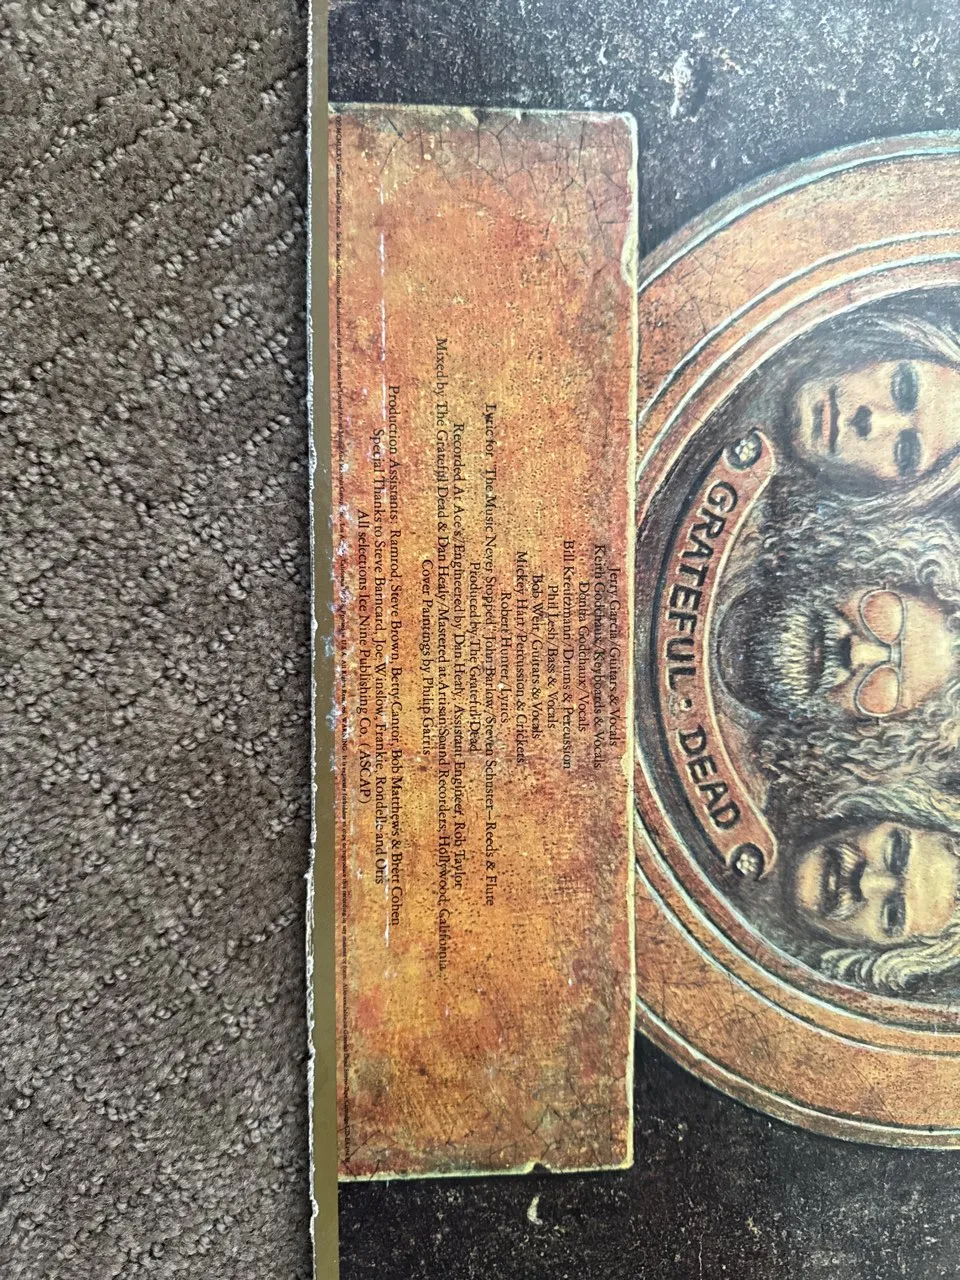 GRATEFUL • DEAD
Jerry Garcia/Guitars & Vocals
Keith Godchaux/Keyboards & Vocals
Donna Godchaux/Vocals
Bill Kreutzmann/Drums & Percussion
Phil Lesh/Bass & Vocals
Bob Weir/Guitars & Vocals
Mickey Hart/Percussion & Crickets
Robert Hunter/Lyrics
Lyric for "The Music Never Stopped," John Barlow/Steven Schuster—Reeds & Flute
Produced by The Grateful Dead
Recorded At Ace's/Engineered by Dan Healy, Assistant Engineer, Rob Taylor
Mixed by The Grateful Dead & Dan Healy/Mastered at Artisan Sound Recorders, Hollywood, California
Cover Paintings by Philip Garris
Production Assistants: Ramrod, Steve Brown, Betty Cantor, Bob Matthews & Brett Cohen
Special Thanks to Steve Barncard, Joe Winslow, Frankie, Rondelle and Otis
All selections Ice Nine Publishing Co. (ASCAP)